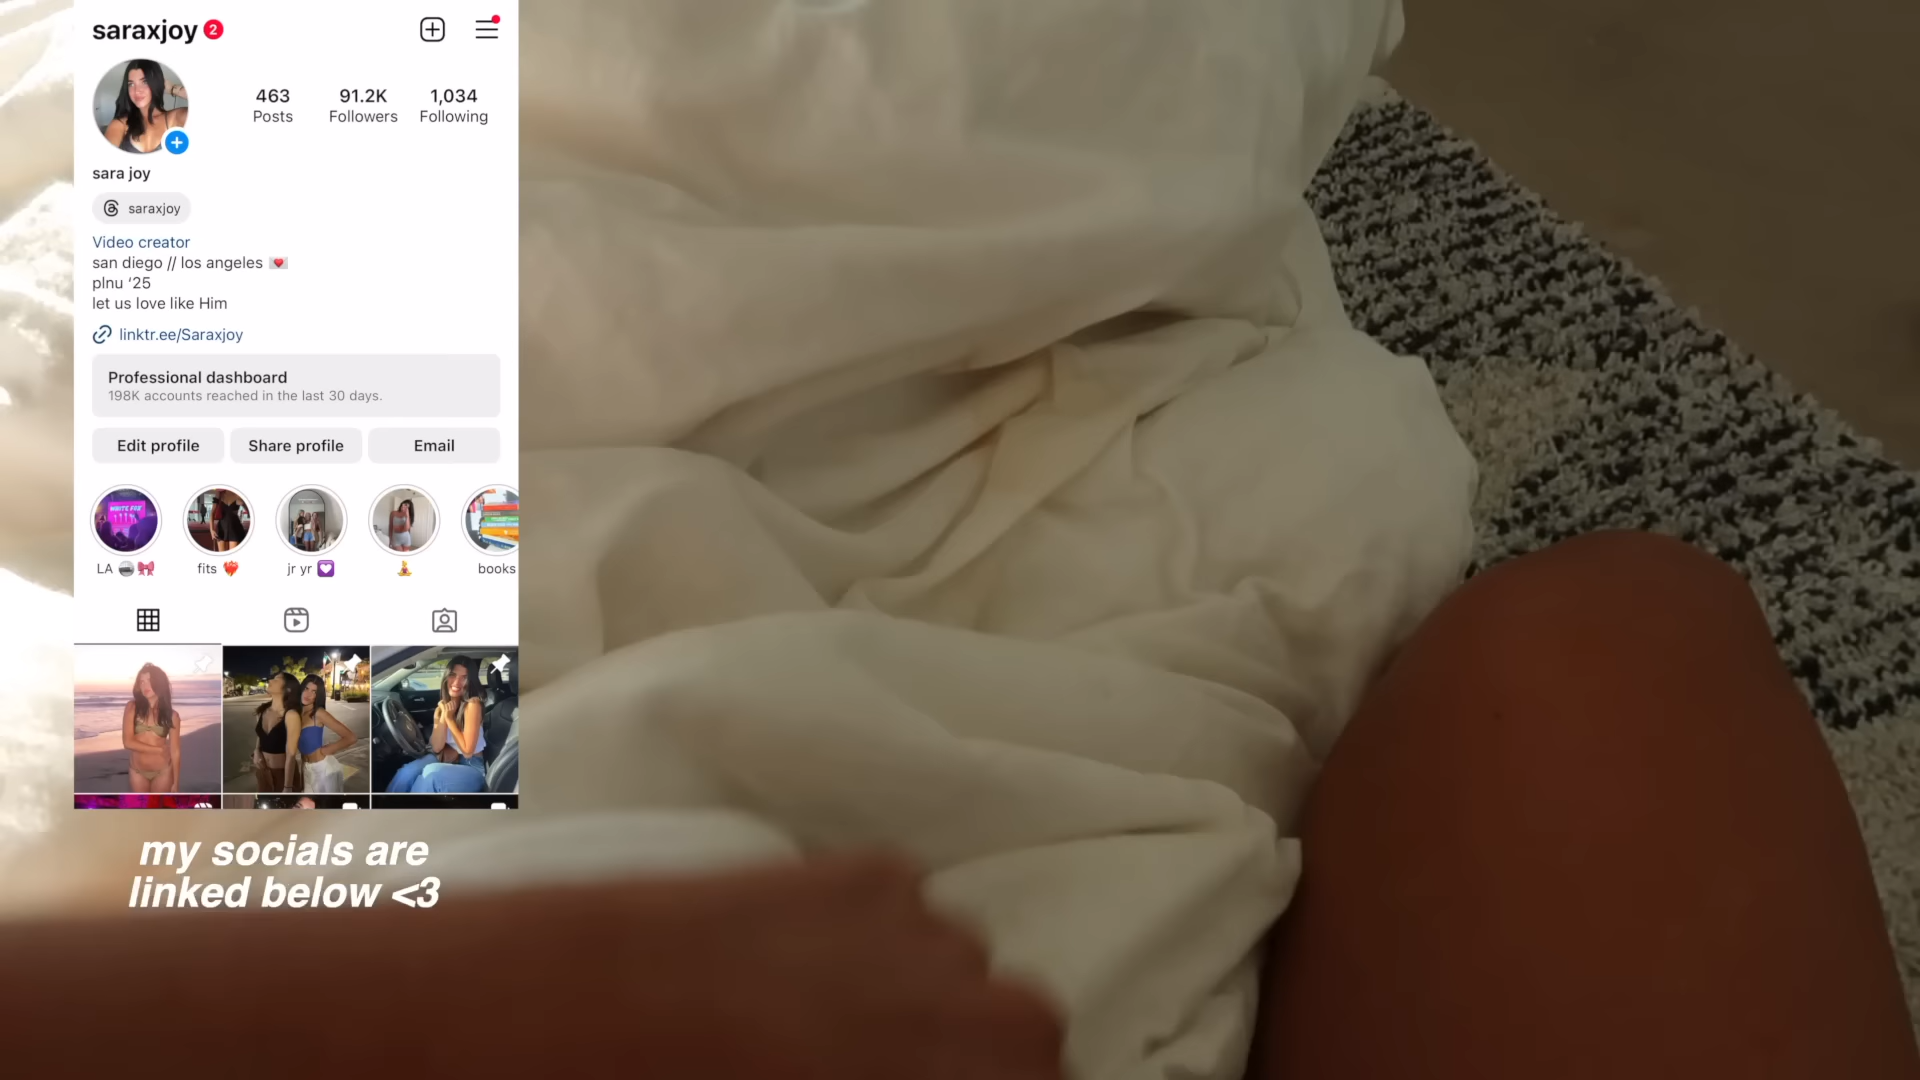 saraxjoy 2
463 91.2K 1,034
Posts Followers Following
sara joy
saraxjoy
Video creator
san diego // los angeles 💌
plnu ‘25
let us love like Him
linktr.ee/Saraxjoy
Professional dashboard
198K accounts reached in the last 30 days.
Edit profile Share profile Email
WHITE FOX
LA 🪩🎀 fits ❤️‍🔥 jr yr 💟 🧜‍♀️ books
my socials are
linked below <3